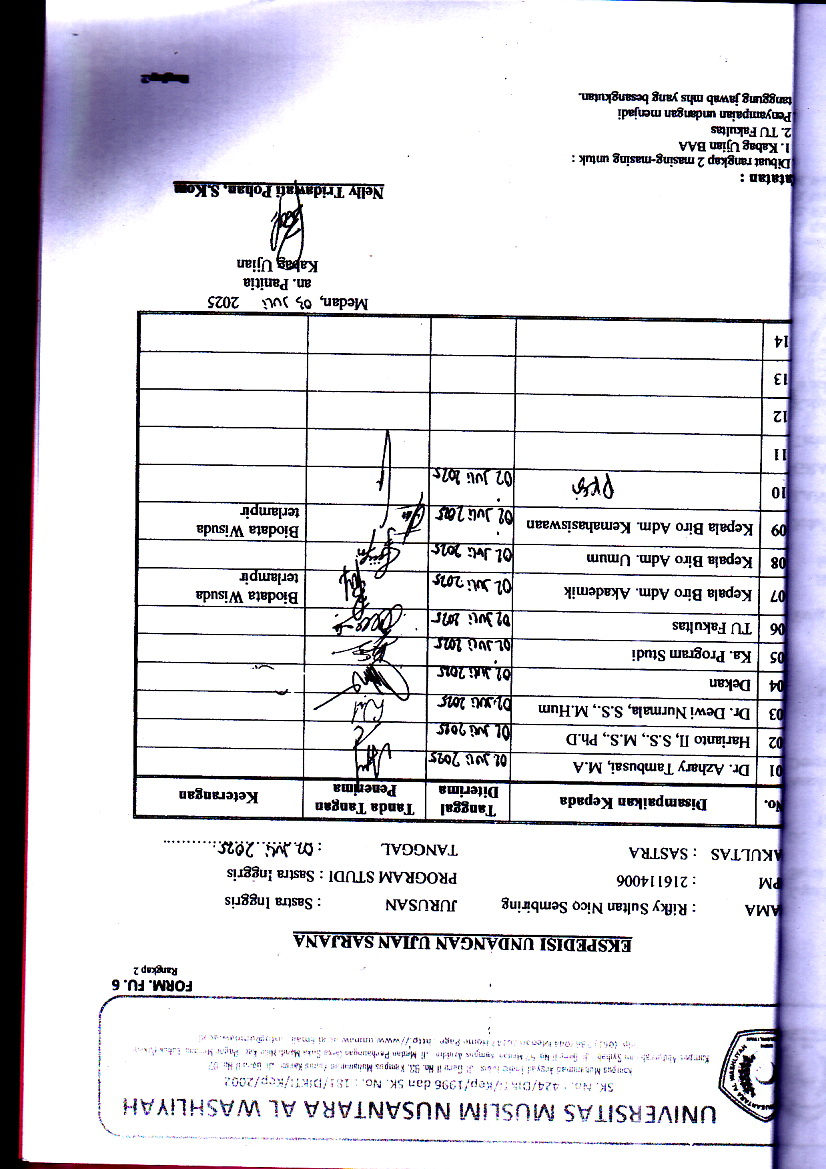 UNIVERSITAS MUSLIM NUSANTARA AL WASHLIYAH
SK. No. : 424/DIKTI/Kep/1996 dan SK. No. : 181/DIKTI/Kep/2002
FORM. FU. 6
Rangkap 2
EKSPEDISI UNDANGAN UJIAN SARJANA
AMA : Rifky Sultan Nico Sembiring JURUSAN : Sastra Inggris
PM : 216114006 PROGRAM STUDI : Sastra Inggris
AKULTAS : SASTRA TANGGAL : 02 Juli 2025
No. Disampaikan Kepada Tanggal Diterima Tanda Tangan Penerima Keterangan
01 Dr. Azhary Tambusai, M.A 02 Juli 2025
02 Harianto II, S.S., M.S., Ph.D 02 Juli 2025
03 Dr. Dewi Nurmala, S.S., M.Hum 02 Juli 2025
04 Dekan 02 Juli 2025
05 Ka. Program Studi 02 Juli 2025
06 TU Fakultas 02 Juli 2025
07 Kepala Biro Adm. Akademik 02 Juli 2025 Biodata Wisuda terlampir
08 Kepala Biro Adm. Umum 02 Juli 2025
09 Kepala Biro Adm. Kemahasiswaan 02 Juli 2025 Biodata Wisuda terlampir
10 02 Juli 2025
11
12
13
14
Medan, 03 Juli 2025
an. Panitia
Kabag Ujian
Nelly Tridawati Pohan, S.Kom
atatan :
Dibuat rangkap 2 masing-masing untuk :
1. Kabag Ujian BAA
2. TU Fakultas
Penyampaian undangan menjadi
tanggung jawab mhs yang besangkutan.